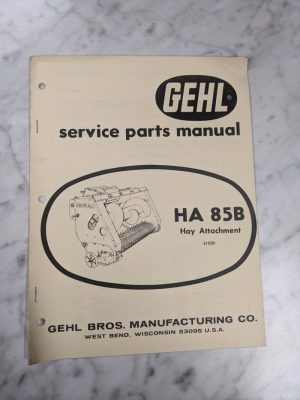 GEHL®
service parts manual
HA 85B
Hay Attachment
GEHL BROS. MANUFACTURING CO.
WEST BEND, WISCONSIN 53095 U.S.A.